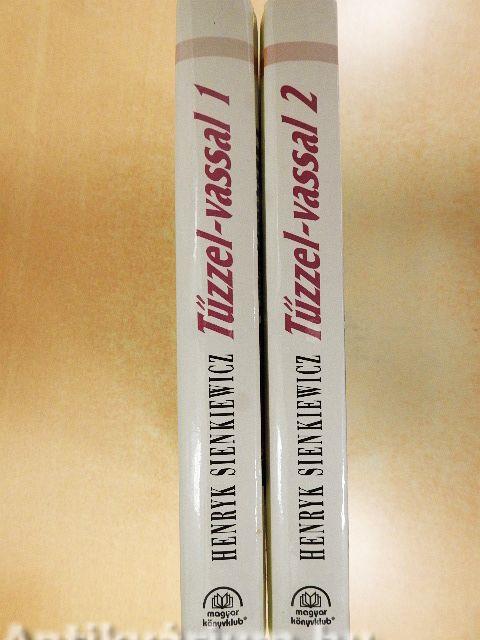 HENRYK SIENKIEWICZ Tűzzel-vassal 1
magyar
könyvklub®
HENRYK SIENKIEWICZ Tűzzel-vassal 2
magyar
könyvklub®